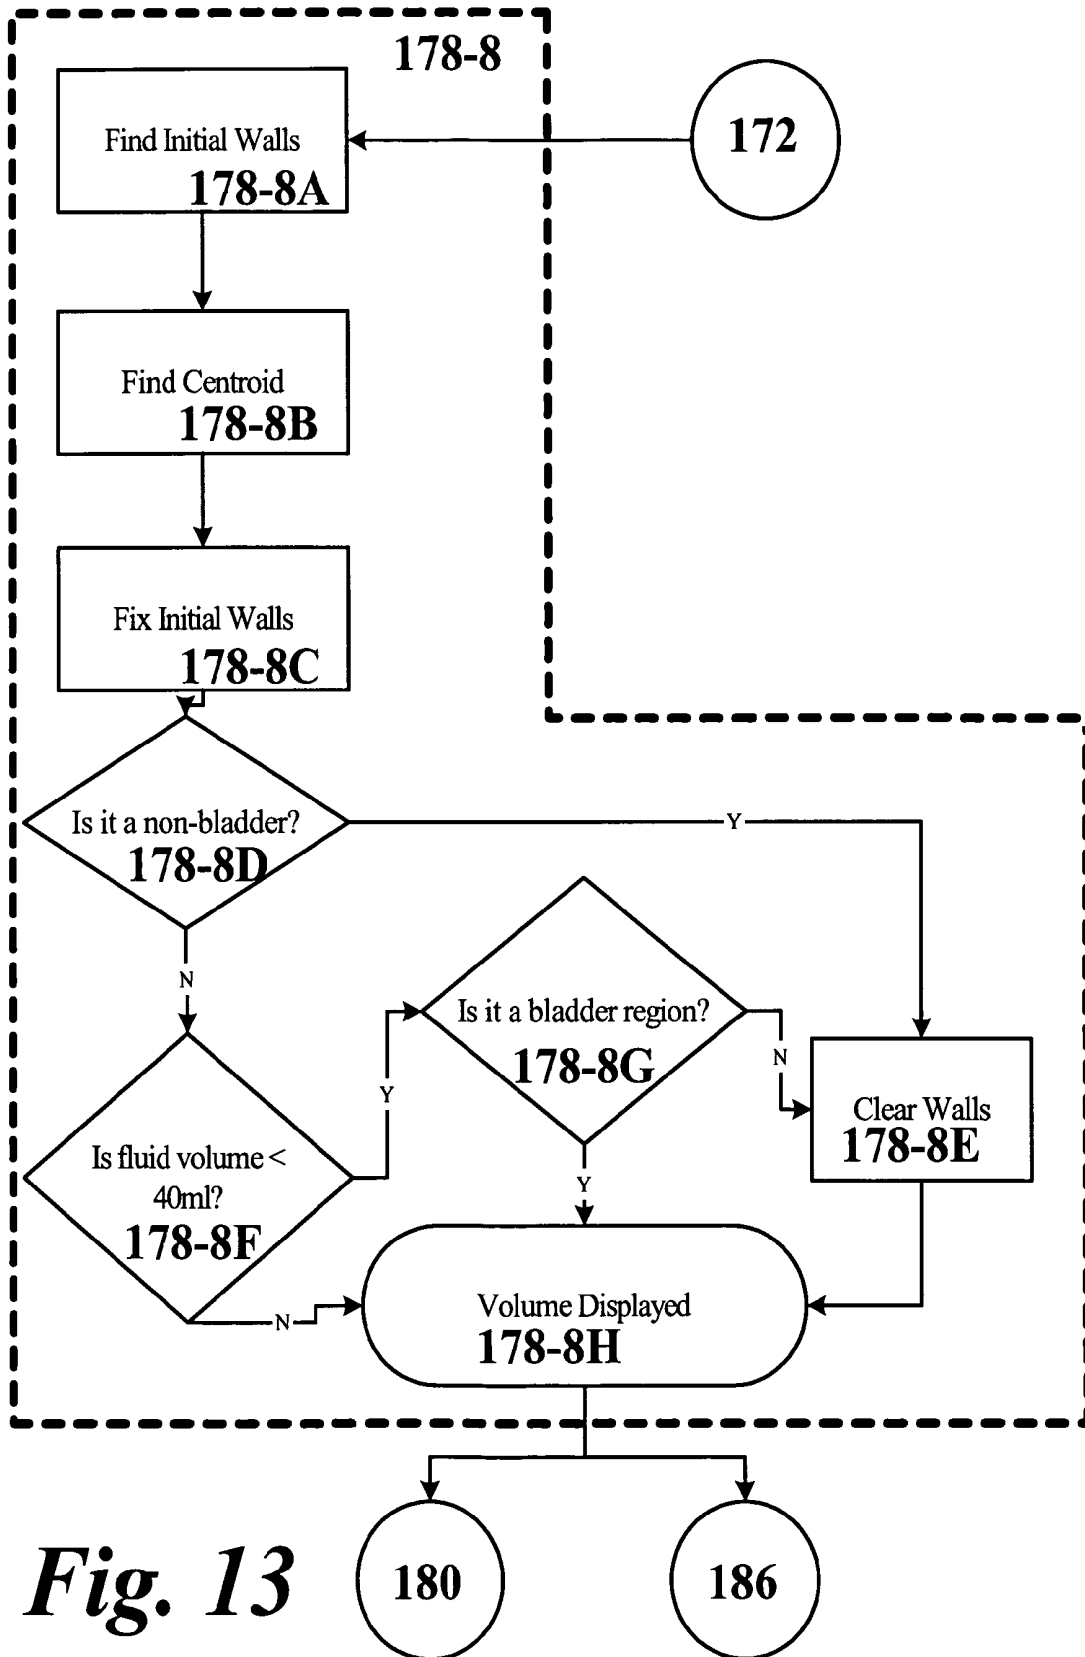 178-8
172
Find Initial Walls
178-8A
Find Centroid
178-8B
Fix Initial Walls
178-8C
Is it a non-bladder?
178-8D
Y
N
Is it a bladder region?
178-8G
N
Y
Clear Walls
178-8E
Is fluid volume <
40ml?
178-8F
Y
N
Volume Displayed
178-8H
Fig. 13
180
186